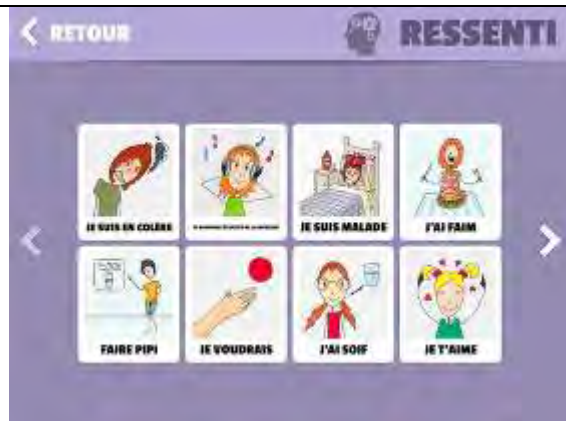 RETOUR
RESSENTI
JE SUIS EN COLÈRE
JE SUIS MALADE
J'AI FAIM
FAIRE PIPI
JE VOUDRAIS
J'AI SOIF
JE T'AIME